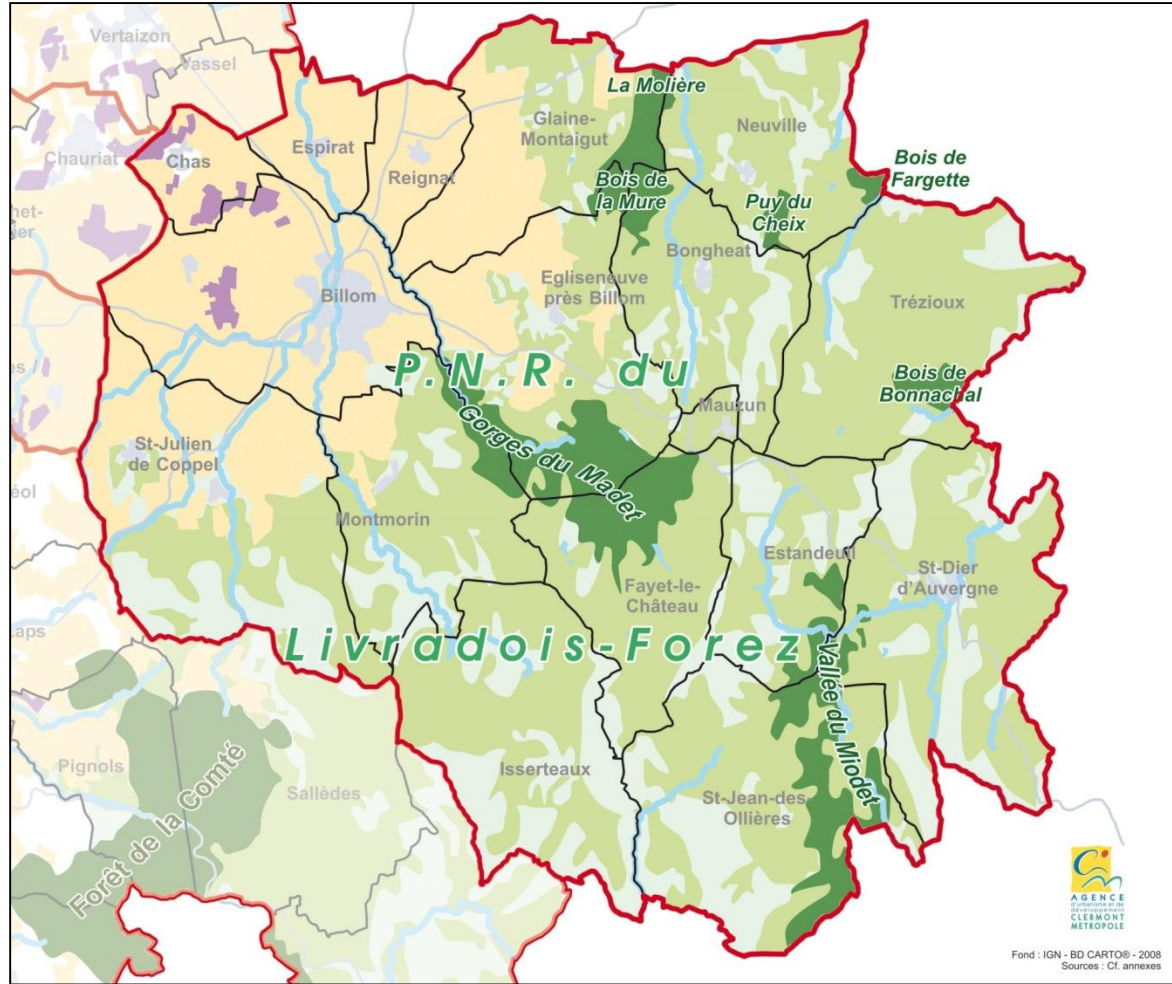 Vertaizon
Vassel
Chauriat
Chas
Espirat
Reignat
Glaine-
Montaigut
La Molière
Neuville
Bois de
Fargette
Bois de
la Mure
Puy du
Cheix
Bongheat
Billom
Egliseneuve
près Billom
Trézioux
P.N.R. du
Mauzun
Bois de
Bonnachal
St-Julien
de Coppel
Gorges du Madet
Montmorin
Estandeuil
St-Dier
d'Auvergne
Fayet-le-
Château
Livradois-Forez
Vallée du Miodet
Pignols
Sallèdes
Forêt de la Comté
Isserteaux
St-Jean-des
Ollières
AGENCE
d'urbanisme et de
développement
CLERMONT
METROPOLE
Fond : IGN - BD CARTO® - 2008
Sources : Cf. annexes